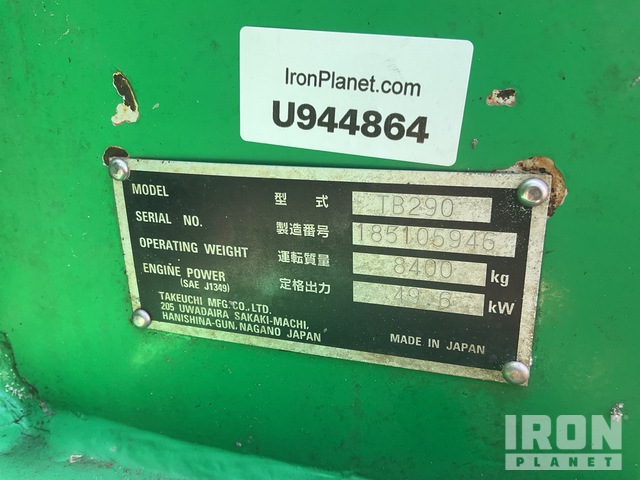 IronPlanet.com
U944864
MODEL 型式 TB290
SERIAL NO. 製造番号 185105946
OPERATING WEIGHT 運転質量 8400 kg
ENGINE POWER 定格出力 49.6 kW
(SAE J1349)
TAKEUCHI MFG.CO.,LTD.
205 UWADAIRA SAKAKI-MACHI,
HANISHINA-GUN, NAGANO JAPAN
MADE IN JAPAN
IRON
PLANET